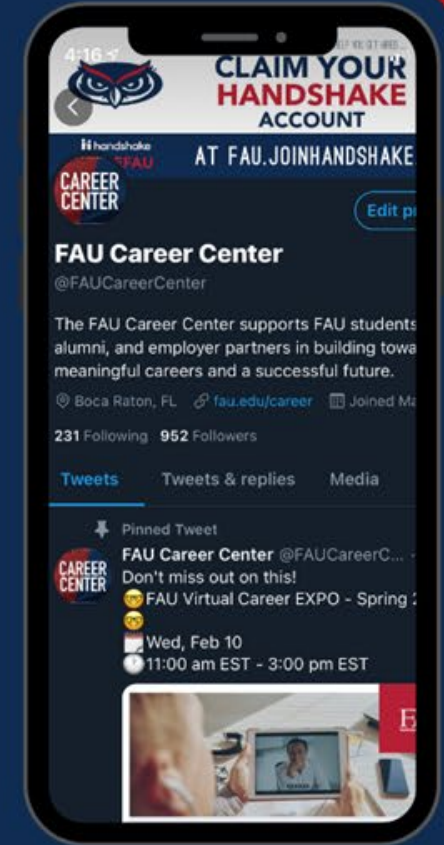 4:16
CLAIM YOUR
HANDSHAKE
ACCOUNT
handshake
FAU
AT FAU.JOINHANDSHAKE
CAREER
CENTER
Edit p
FAU Career Center
@FAUCareerCenter
The FAU Career Center supports FAU students
alumni, and employer partners in building towa
meaningful careers and a successful future.
Boca Raton, FL fau.edu/career Joined Ma
231 Following 952 Followers
Tweets Tweets & replies Media
Pinned Tweet
FAU Career Center @FAUCareerC...
CAREER
CENTER
Don't miss out on this!
FAU Virtual Career EXPO - Spring
Wed, Feb 10
11:00 am EST - 3:00 pm EST